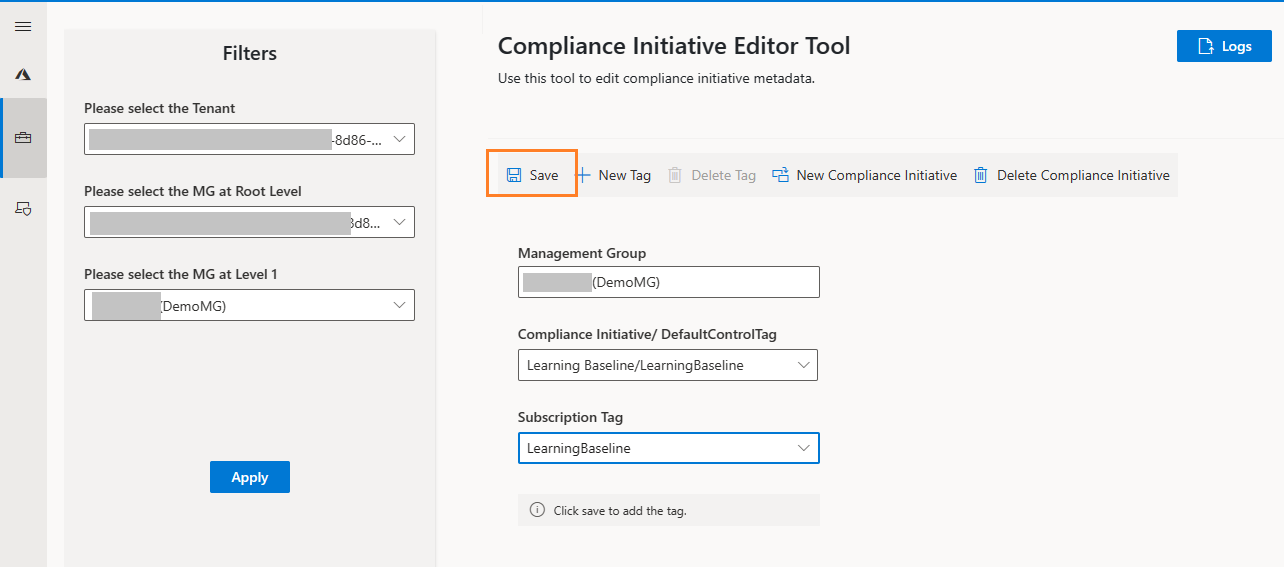 Filters
Please select the Tenant
-8d86-...
Please select the MG at Root Level
8d8...
Please select the MG at Level 1
(DemoMG)
Apply
Compliance Initiative Editor Tool
Logs
Use this tool to edit compliance initiative metadata.
Save New Tag Delete Tag New Compliance Initiative Delete Compliance Initiative
Management Group
(DemoMG)
Compliance Initiative/ DefaultControlTag
Learning Baseline/LearningBaseline
Subscription Tag
LearningBaseline
Click save to add the tag.